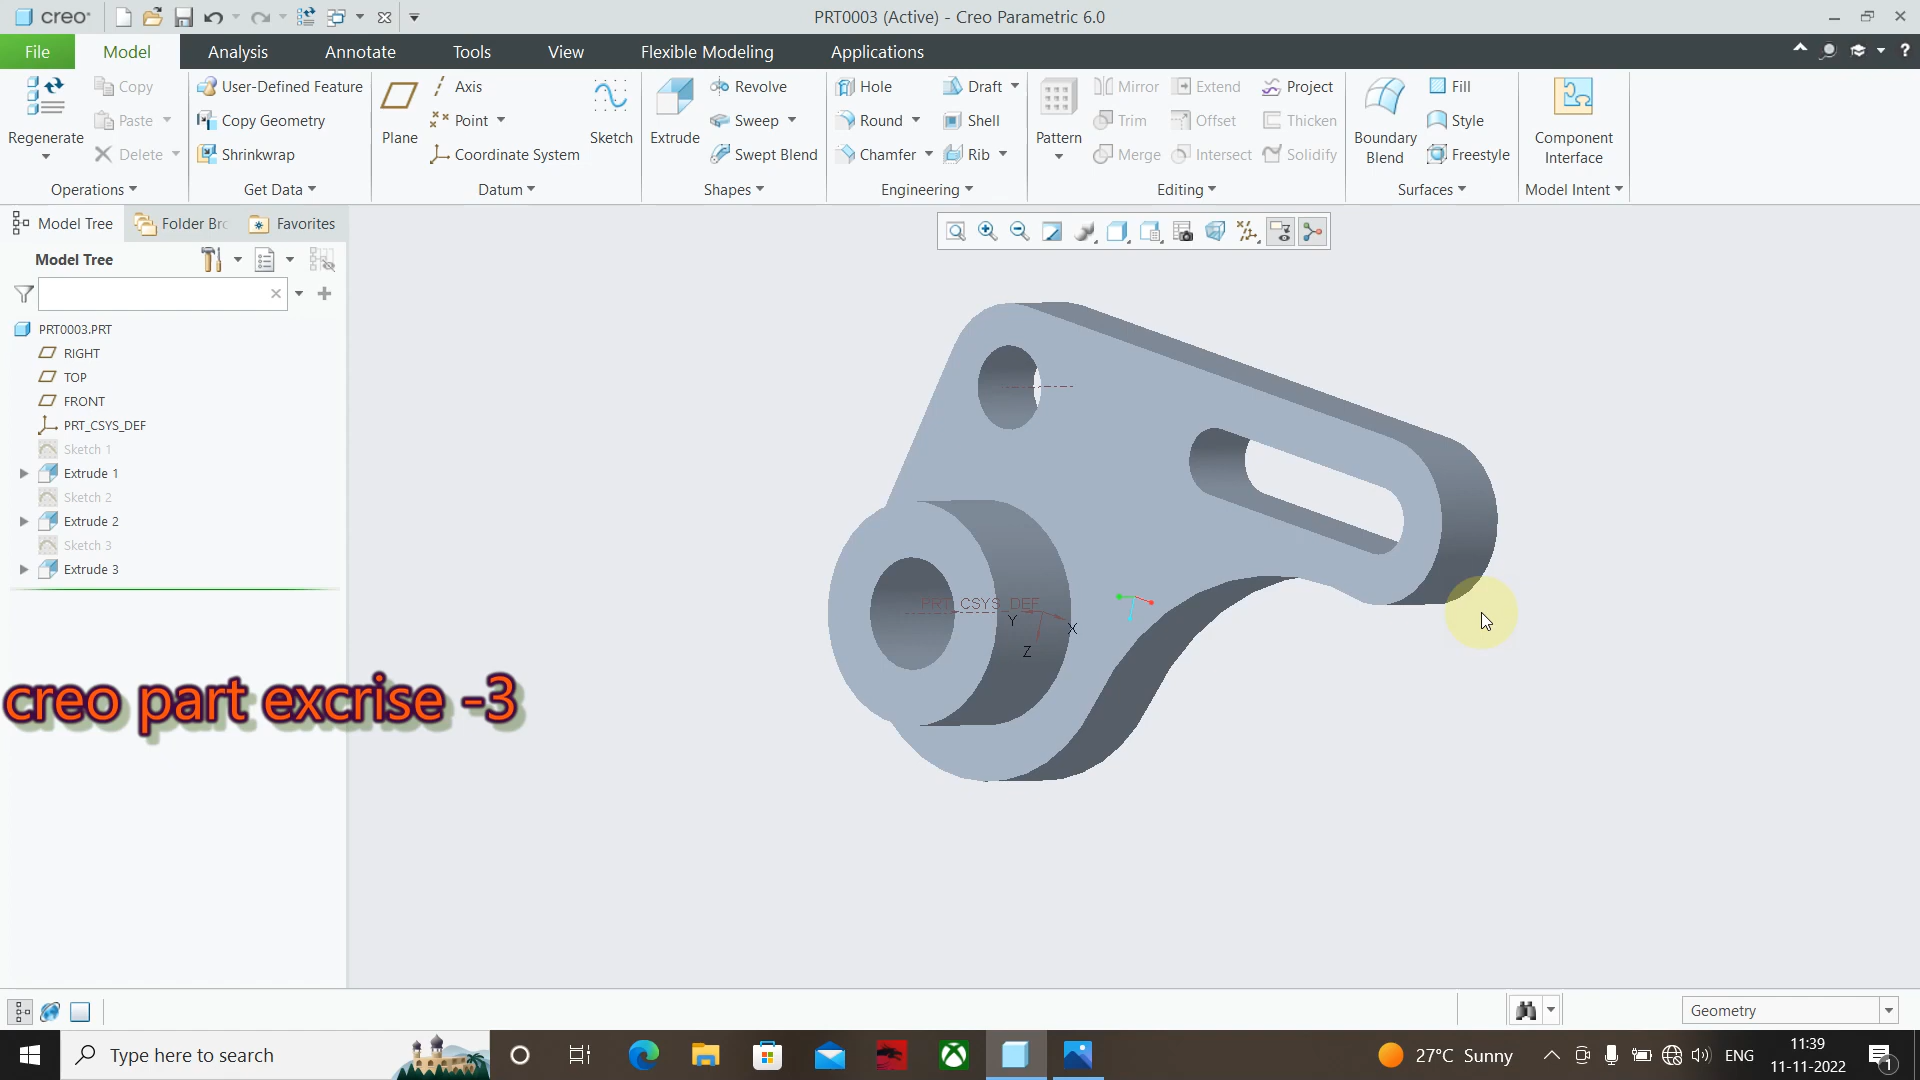 creo
PRT0003 (Active) - Creo Parametric 6.0
File Model Analysis Annotate Tools View Flexible Modeling Applications
Regenerate
Copy
Paste
Delete
Operations
User-Defined Feature
Copy Geometry
Shrinkwrap
Get Data
Plane
Axis
Point
Coordinate System
Sketch
Datum
Extrude
Revolve
Sweep
Swept Blend
Shapes
Hole
Round
Chamfer
Draft
Shell
Rib
Engineering
Pattern
Mirror
Trim
Merge
Extend
Offset
Intersect
Project
Thicken
Solidify
Editing
Boundary
Blend
Fill
Style
Freestyle
Surfaces
Component
Interface
Model Intent
Model Tree Folder Br Favorites
Model Tree
PRT0003.PRT
RIGHT
TOP
FRONT
PRT_CSYS_DEF
Sketch 1
Extrude 1
Sketch 2
Extrude 2
Sketch 3
Extrude 3
PRT_CSYS_DEF
Y
X
Z
creo part excrise -3
Geometry
Type here to search
27°C Sunny
ENG
11:39
11-11-2022
1